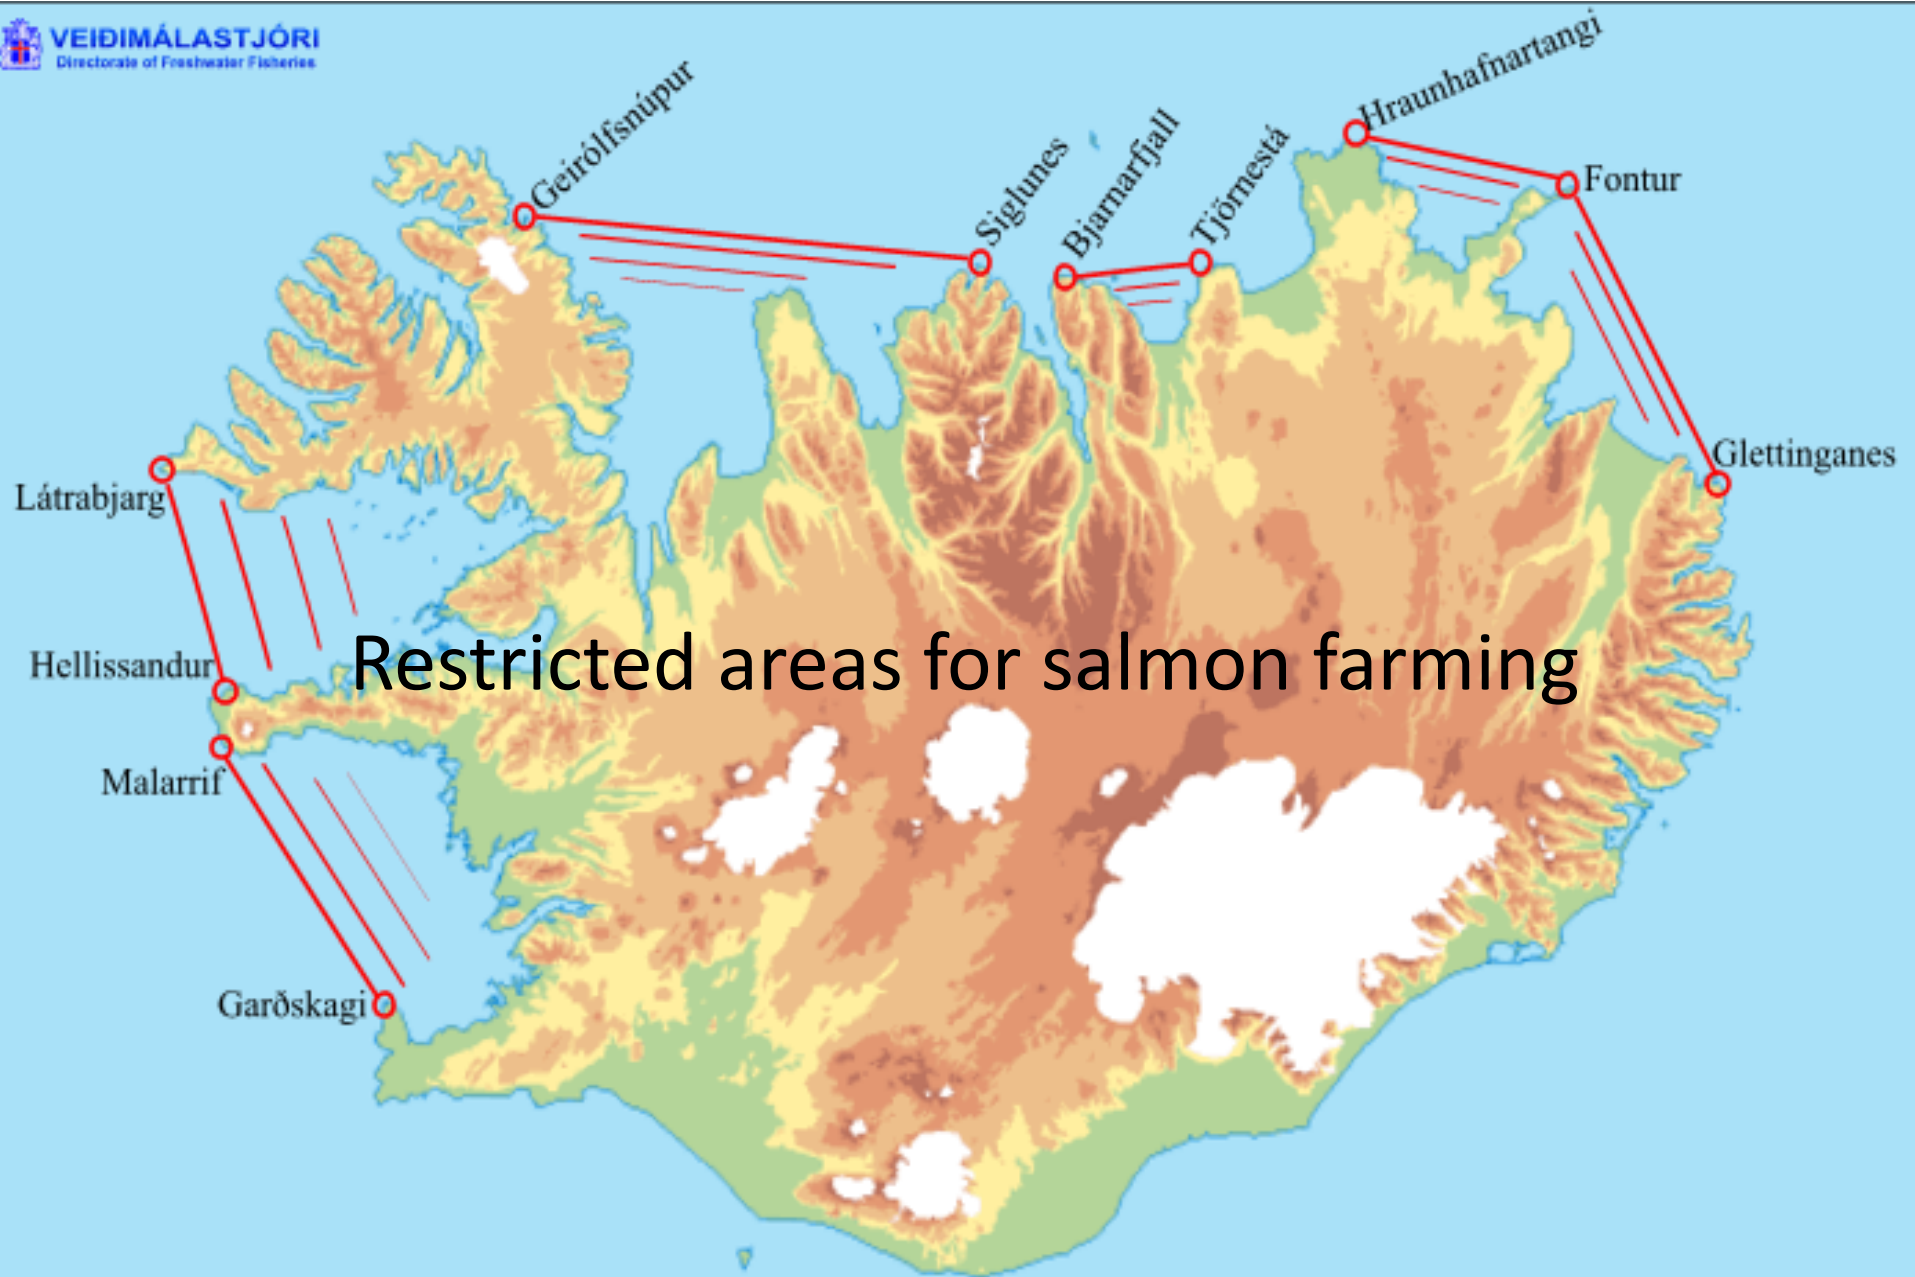 VEIÐIMÁLASTJÓRI
Directorate of Freshwater Fisheries
Hraunhafnartangi
Geirólfsnúpur
Siglunes
Bjarnarfjall
Tjörnestá
Fontur
Glettinganes
Látrabjarg
Hellissandur
Restricted areas for salmon farming
Malarrif
Garðskagi